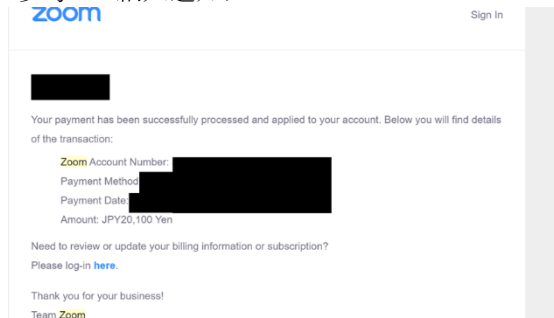 zoom
Sign In
Your payment has been successfully processed and applied to your account. Below you will find details
of the transaction:
Zoom Account Number:
Payment Method
Payment Date:
Amount: JPY20,100 Yen
Need to review or update your billing information or subscription?
Please log-in here.
Thank you for your business!
Team Zoom